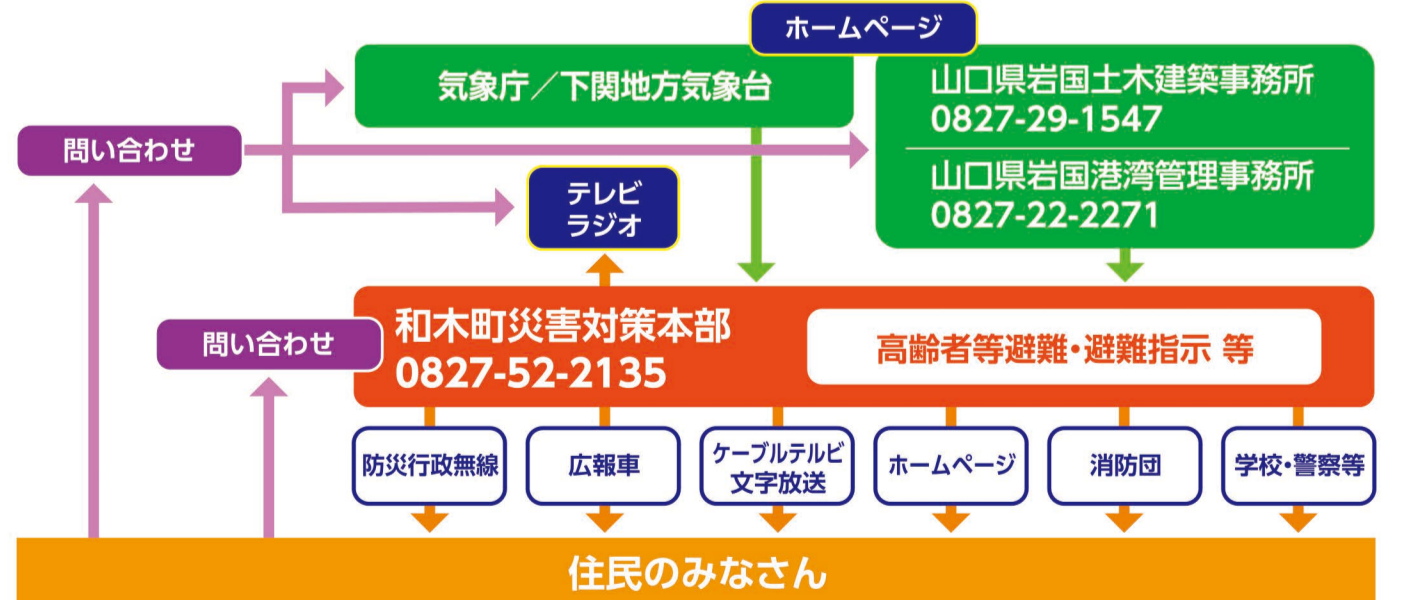 ホームページ
気象庁／下関地方気象台
山口県岩国土木建築事務所
0827-29-1547
山口県岩国港湾管理事務所
0827-22-2271
問い合わせ
テレビ
ラジオ
問い合わせ
和木町災害対策本部
0827-52-2135
高齢者等避難・避難指示 等
防災行政無線
広報車
ケーブルテルビ
文字放送
ホームページ
消防団
学校・警察等
住民のみなさん